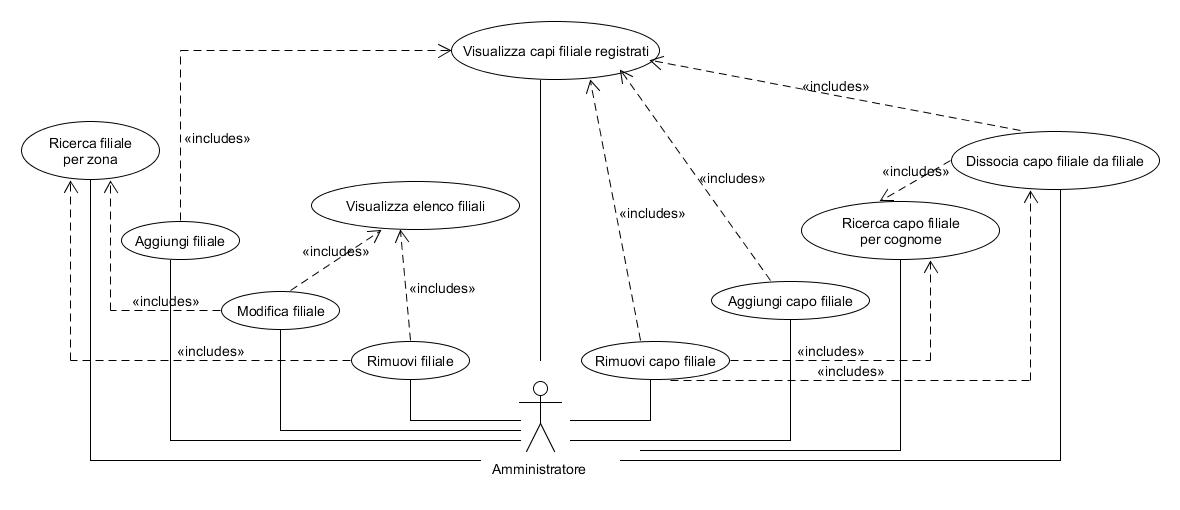 Visualizza capi filiale registrati
«includes»
«includes»
Ricerca filiale
per zona
Dissocia capo filiale da filiale
«includes»
«includes»
Visualizza elenco filiali
«includes»
Ricerca capo filiale
per cognome
Aggiungi filiale
«includes»
«includes»
Aggiungi capo filiale
«includes»
Modifica filiale
«includes»
«includes»
Rimuovi filiale
Rimuovi capo filiale
«includes»
Amministratore